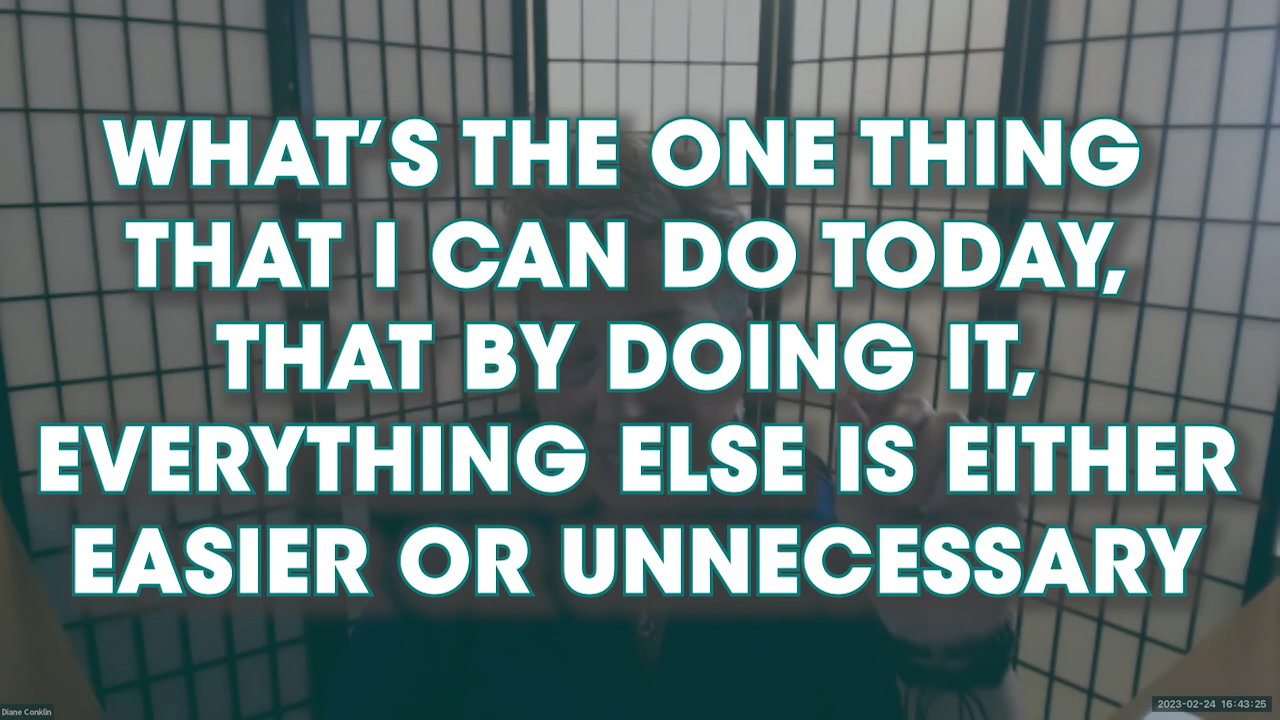 WHAT'S THE ONE THING
THAT I CAN DO TODAY,
THAT BY DOING IT,
EVERYTHING ELSE IS EITHER
EASIER OR UNNECESSARY
Diane Conklin
2023-02-24 16:43:25